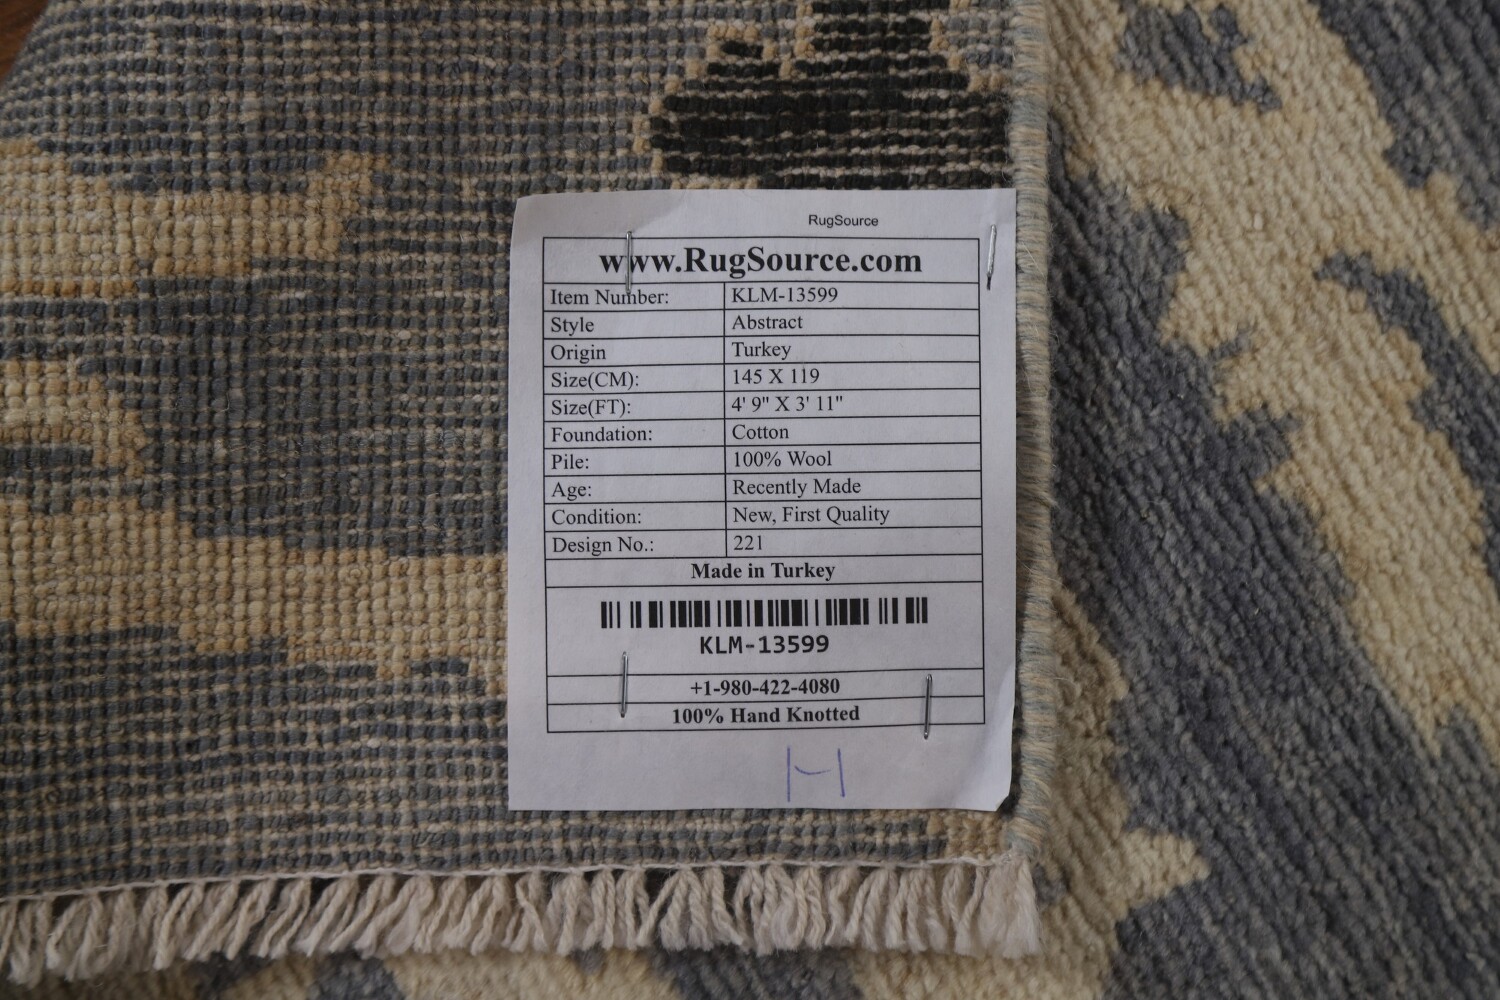 RugSource
www.RugSource.com
Item Number: KLM-13599
Style Abstract
Origin Turkey
Size(CM): 145 X 119
Size(FT): 4' 9" X 3' 11"
Foundation: Cotton
Pile: 100% Wool
Age: Recently Made
Condition: New, First Quality
Design No.: 221
Made in Turkey
KLM-13599
+1-980-422-4080
100% Hand Knotted
H